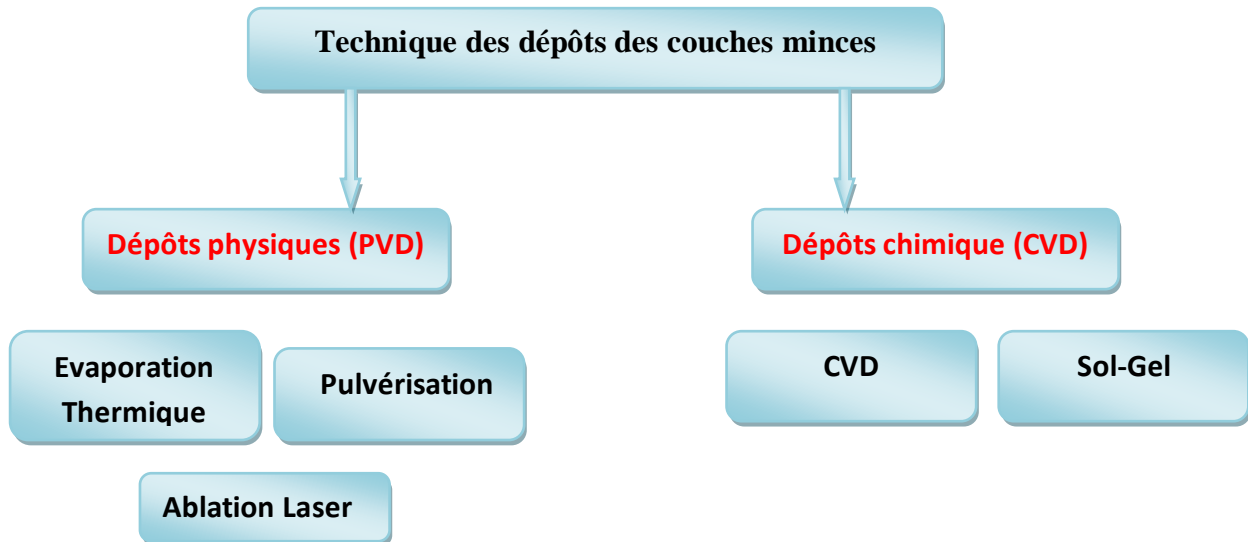 Technique des dépôts des couches minces
Dépôts physiques (PVD)
Dépôts chimique (CVD)
Evaporation
Thermique
Pulvérisation
CVD
Sol-Gel
Ablation Laser